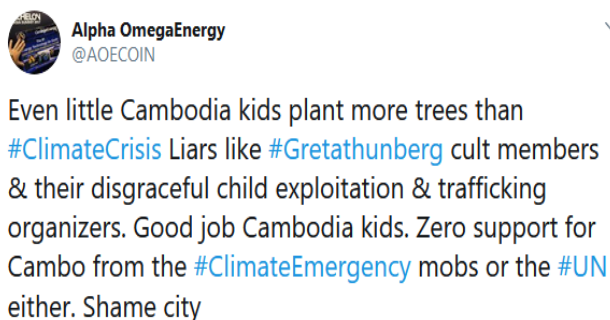 Alpha OmegaEnergy
@AOECOIN
Even little Cambodia kids plant more trees than
#ClimateCrisis Liars like #Gretathunberg cult members
& their disgraceful child exploitation & trafficking
organizers. Good job Cambodia kids. Zero support for
Cambo from the #ClimateEmergency mobs or the #UN
either. Shame city